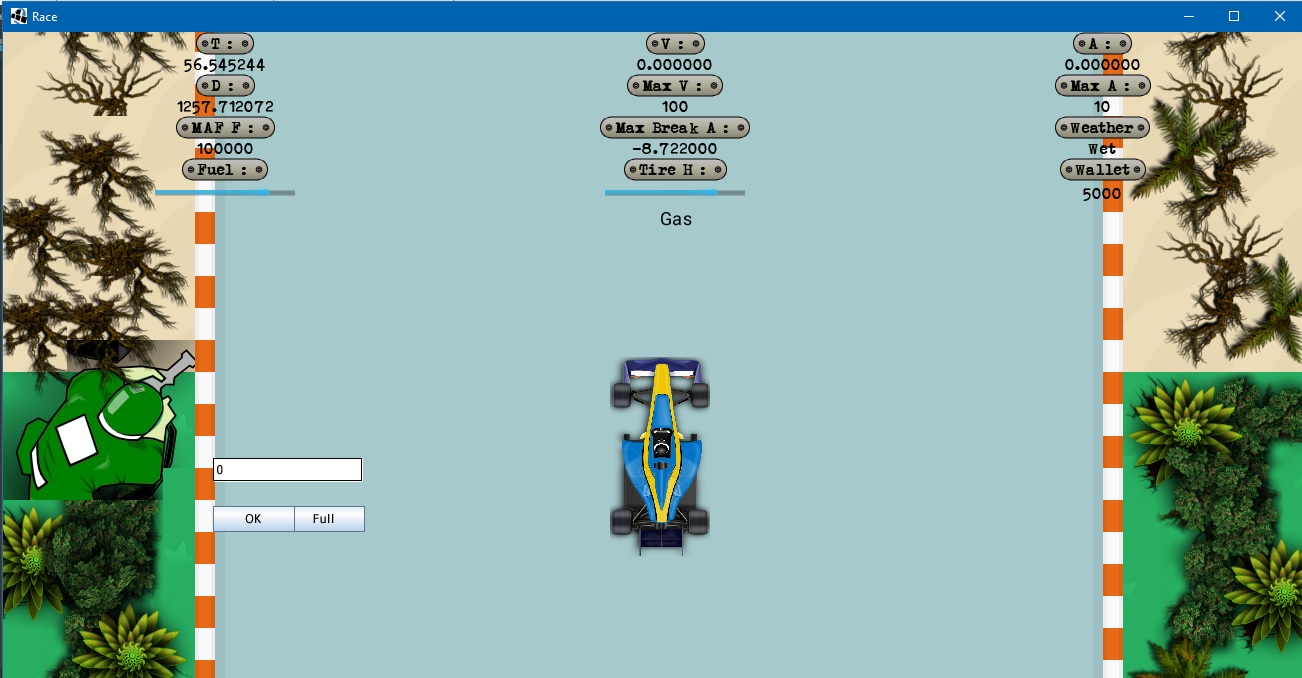 Race
T :
V :
A :
56.545244
0.000000
0.000000
D :
Max V :
Max A :
1257.712072
100
10
MAF F :
Max Break A :
Weather
100000
-8.722000
Wet
Fuel :
Tire H :
Wallet
5000
Gas
0
OK
Full